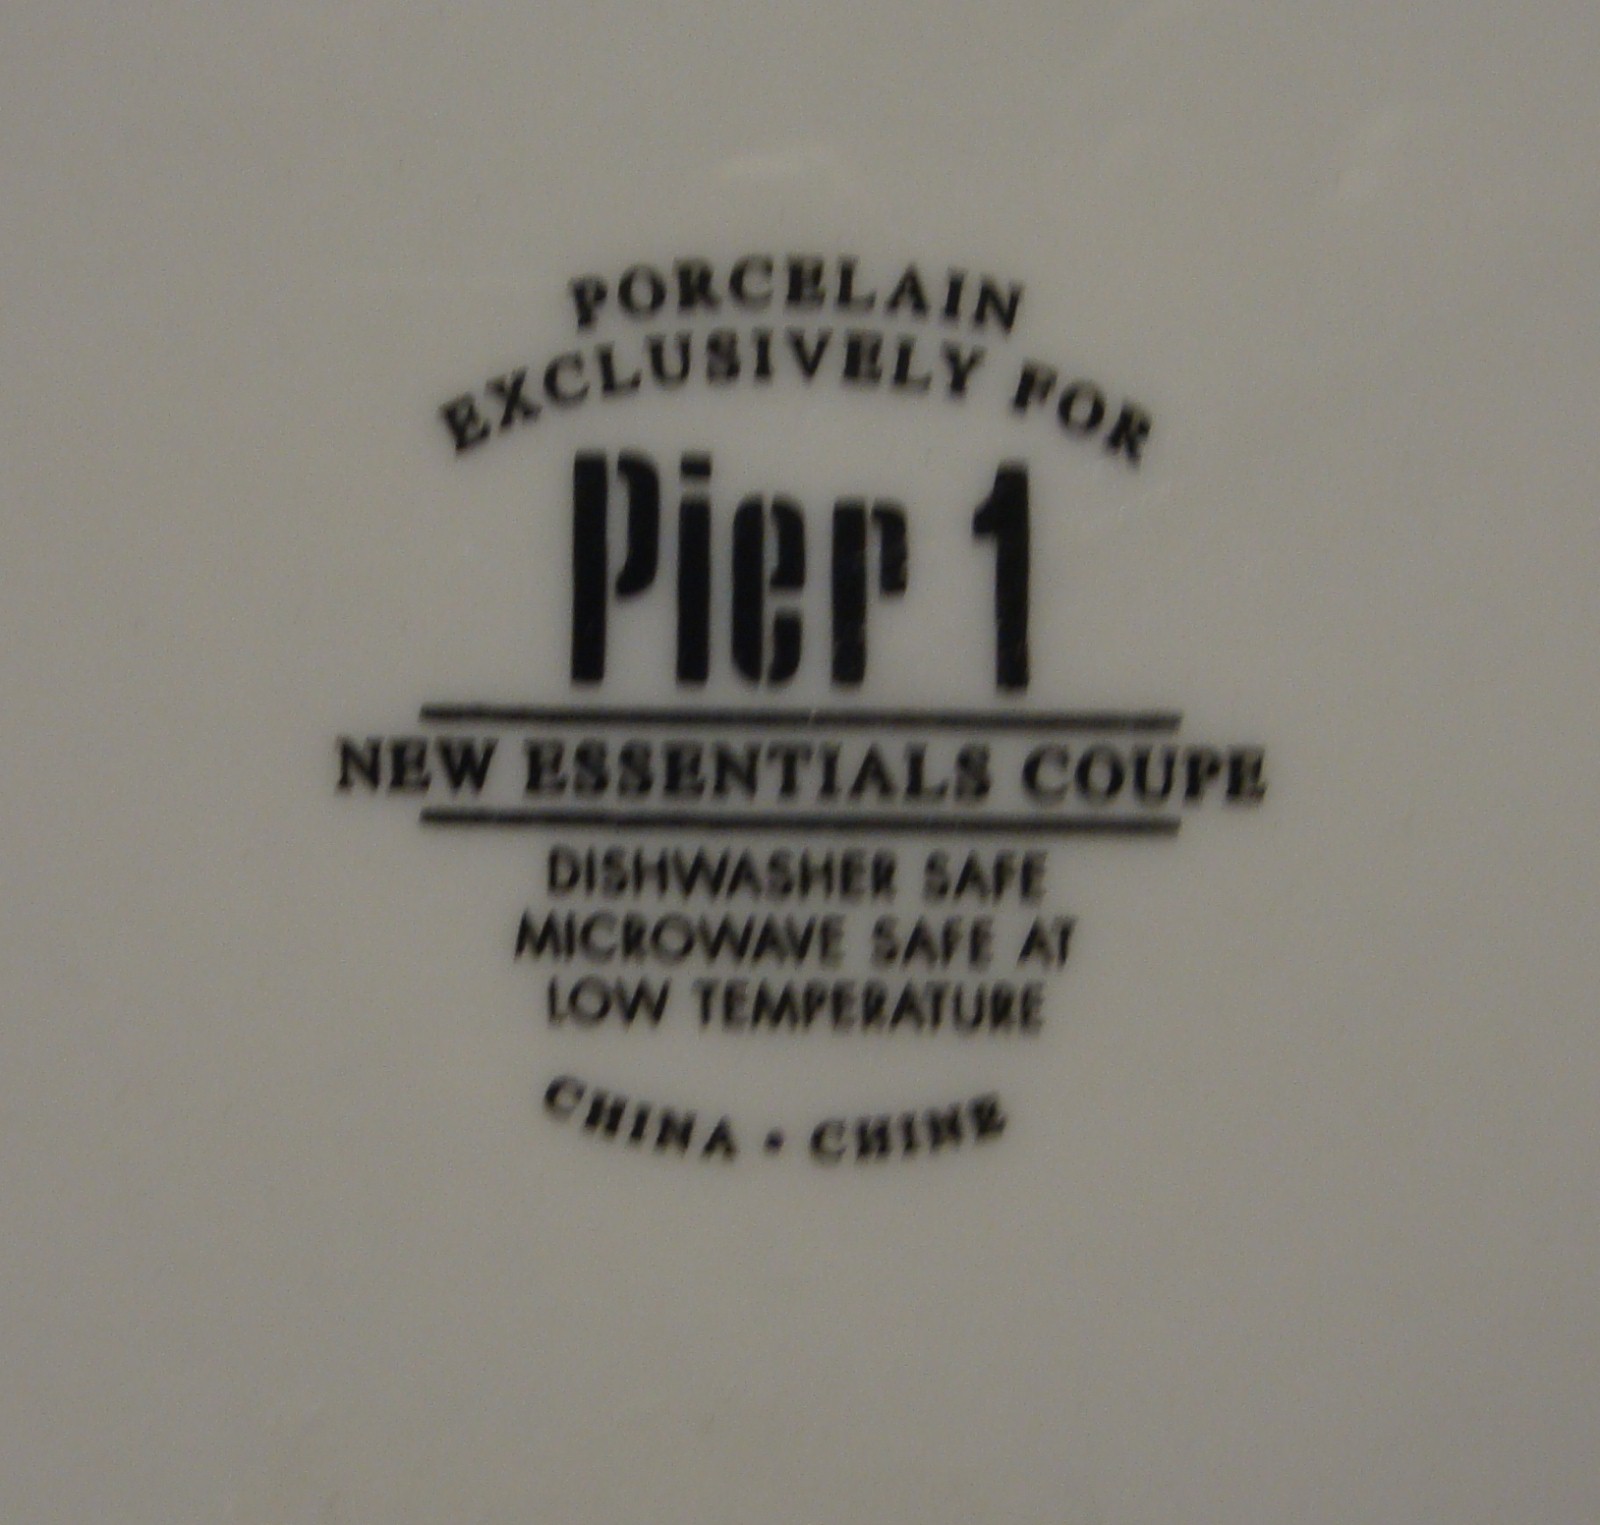 PORCELAIN
EXCLUSIVELY FOR
Pier 1
NEW ESSENTIALS COUPE
DISHWASHER SAFE
MICROWAVE SAFE AT
LOW TEMPERATURE
CHINA • CHINE